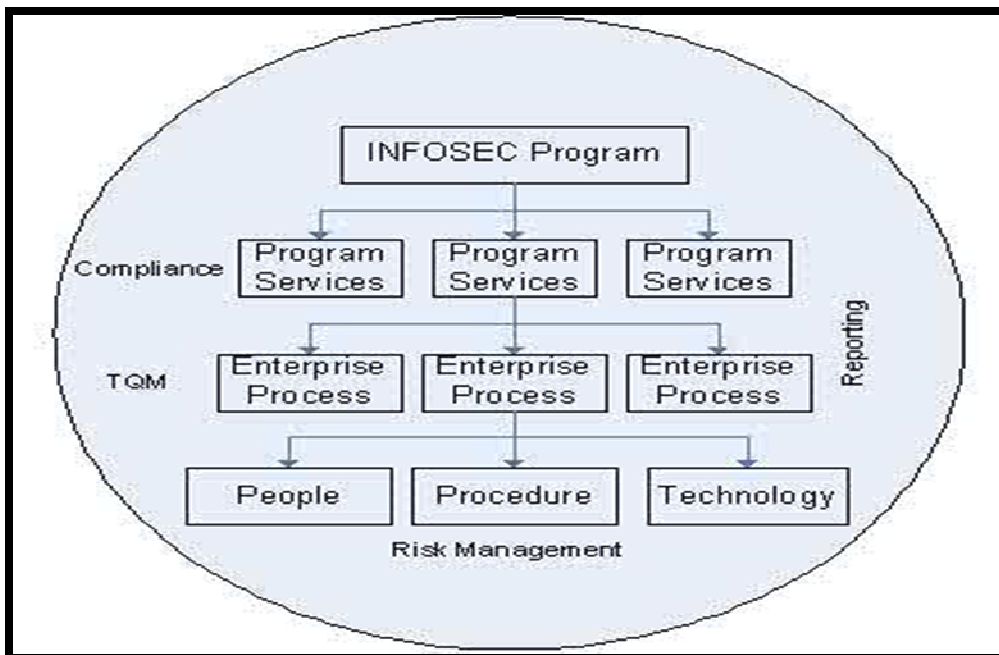 INFOSEC Program
Program Services
Program Services
Program Services
Compliance
Enterprise Process
Enterprise Process
Enterprise Process
TQM
Reporting
People
Procedure
Technology
Risk Management